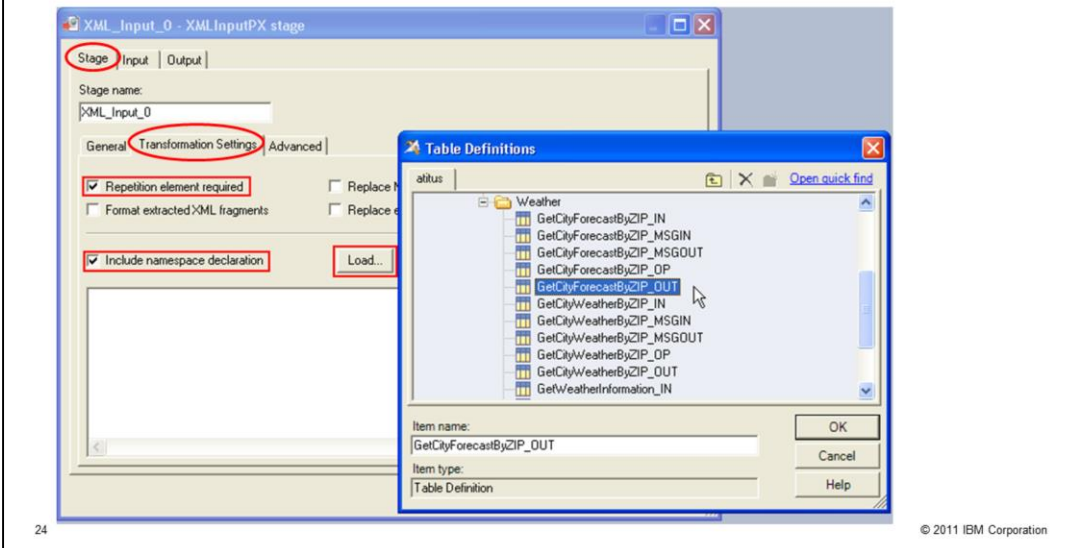 XML_Input_0 - XMLInputPX stage
Stage Input Output
Stage name:
XML_Input_0
General Transformation Settings Advanced
Repetition element required
Replace
Format extracted XML fragments
Replace
Include namespace declaration
Load...
Table Definitions
atitus
Open quick find
Weather
GetCityForecastByZIP_IN
GetCityForecastByZIP_MSGIN
GetCityForecastByZIP_MSGOUT
GetCityForecastByZIP_OP
GetCityForecastByZIP_OUT
GetCityWeatherByZIP_IN
GetCityWeatherByZIP_MSGIN
GetCityWeatherByZIP_MSGOUT
GetCityWeatherByZIP_OP
GetCityWeatherByZIP_OUT
GetWeatherInformation_IN
Item name:
GetCityForecastByZIP_OUT
Item type:
Table Definition
OK
Cancel
Help
24
© 2011 IBM Corporation